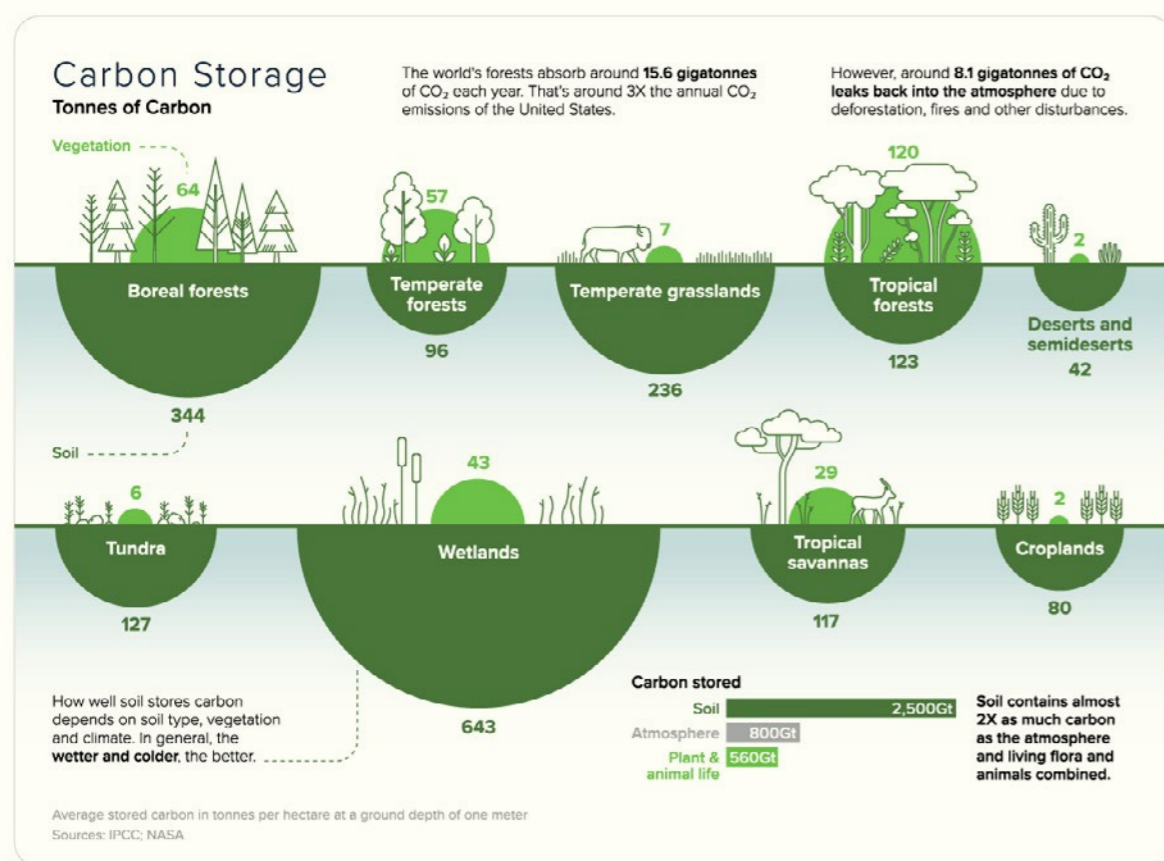 Carbon Storage
Tonnes of Carbon
The world's forests absorb around 15.6 gigatonnes
of CO₂ each year. That's around 3X the annual CO₂
emissions of the United States.
However, around 8.1 gigatonnes of CO₂
leaks back into the atmosphere due to
deforestation, fires and other disturbances.
Vegetation
64
57
7
120
2
Boreal forests
Temperate
forests
Temperate grasslands
Tropical
forests
Deserts and
semideserts
344
96
236
123
42
Soil
6
43
29
2
Tundra
Wetlands
Tropical
savannas
Croplands
127
643
117
80
How well soil stores carbon
depends on soil type, vegetation
and climate. In general, the
wetter and colder, the better.
Carbon stored
Soil 2,500Gt
Atmosphere 800Gt
Plant & 560Gt
animal life
Soil contains almost
2X as much carbon
as the atmosphere
and living flora and
animals combined.
Average stored carbon in tonnes per hectare at a ground depth of one meter
Sources: IPCC; NASA